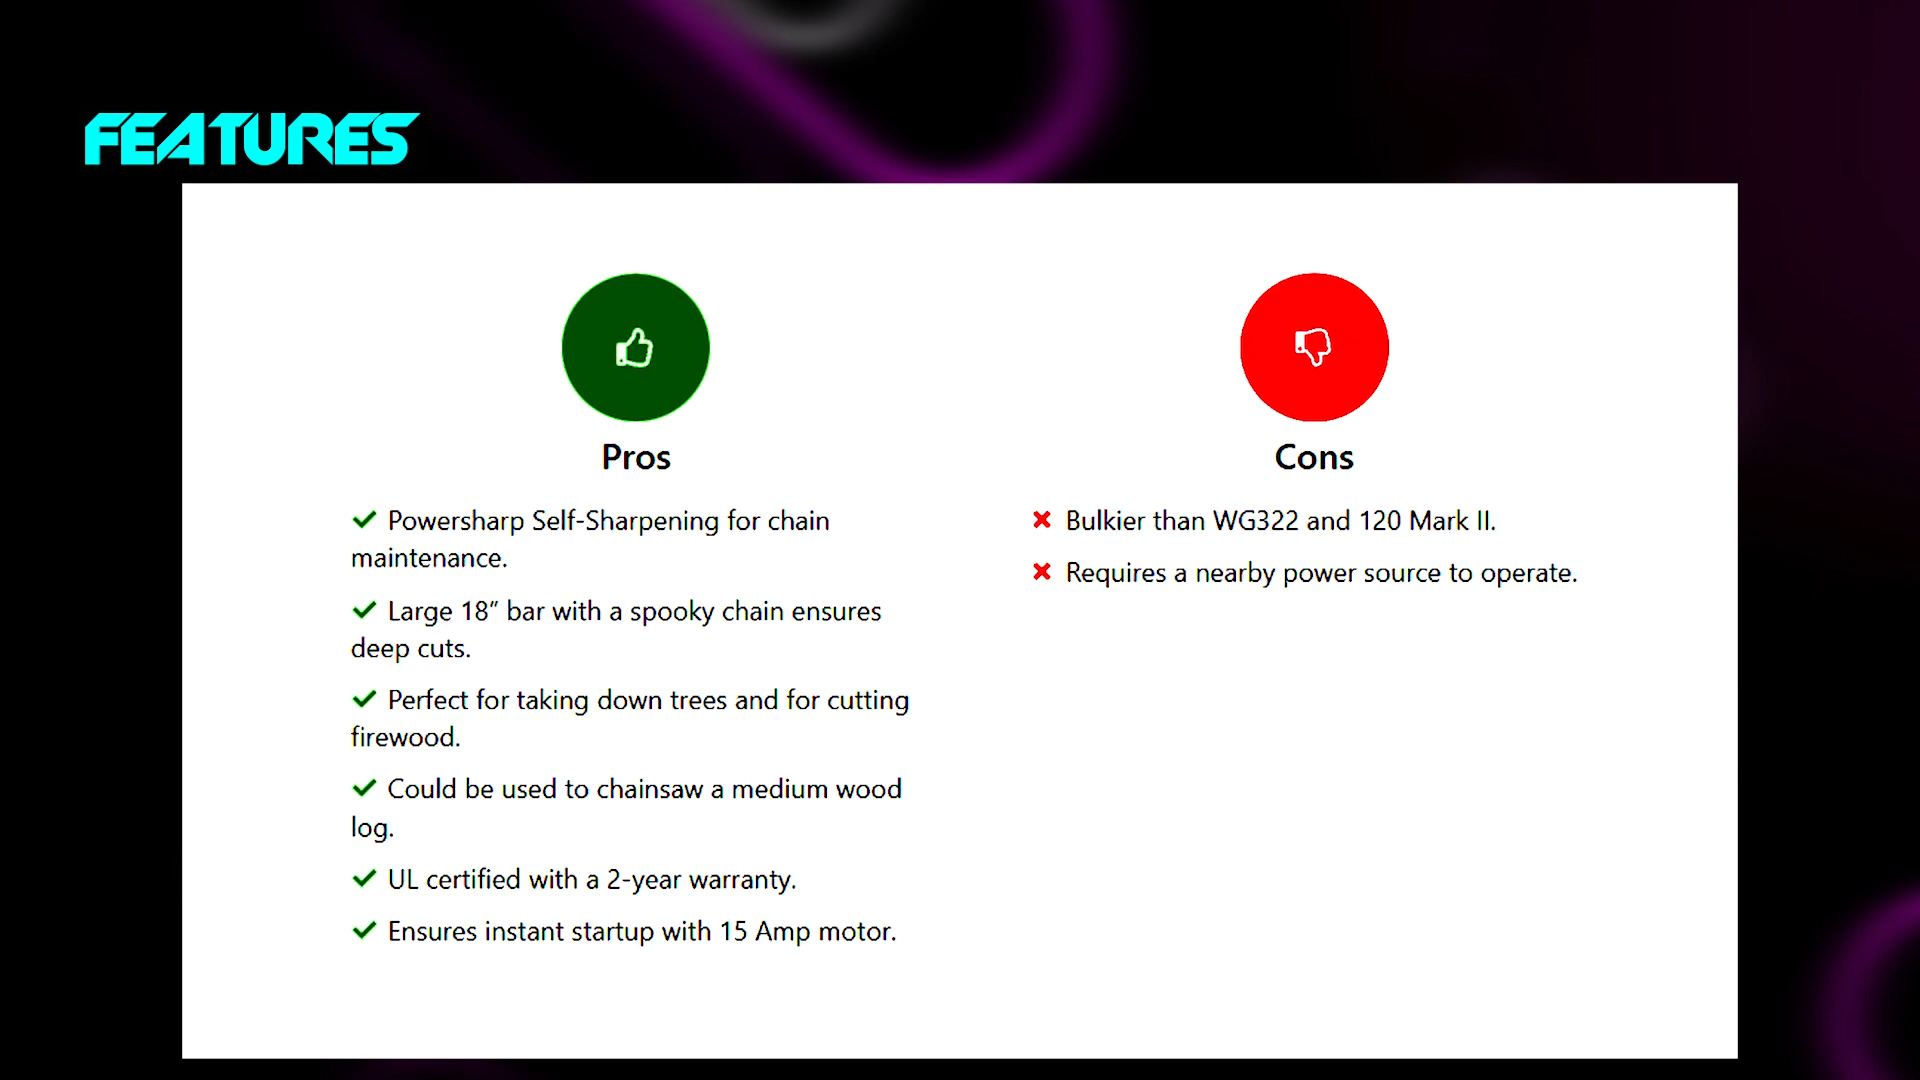 FEATURES
Pros
Powersharp Self-Sharpening for chain
maintenance.
Large 18” bar with a spooky chain ensures
deep cuts.
Perfect for taking down trees and for cutting
firewood.
Could be used to chainsaw a medium wood
log.
UL certified with a 2-year warranty.
Ensures instant startup with 15 Amp motor.
Cons
Bulkier than WG322 and 120 Mark II.
Requires a nearby power source to operate.